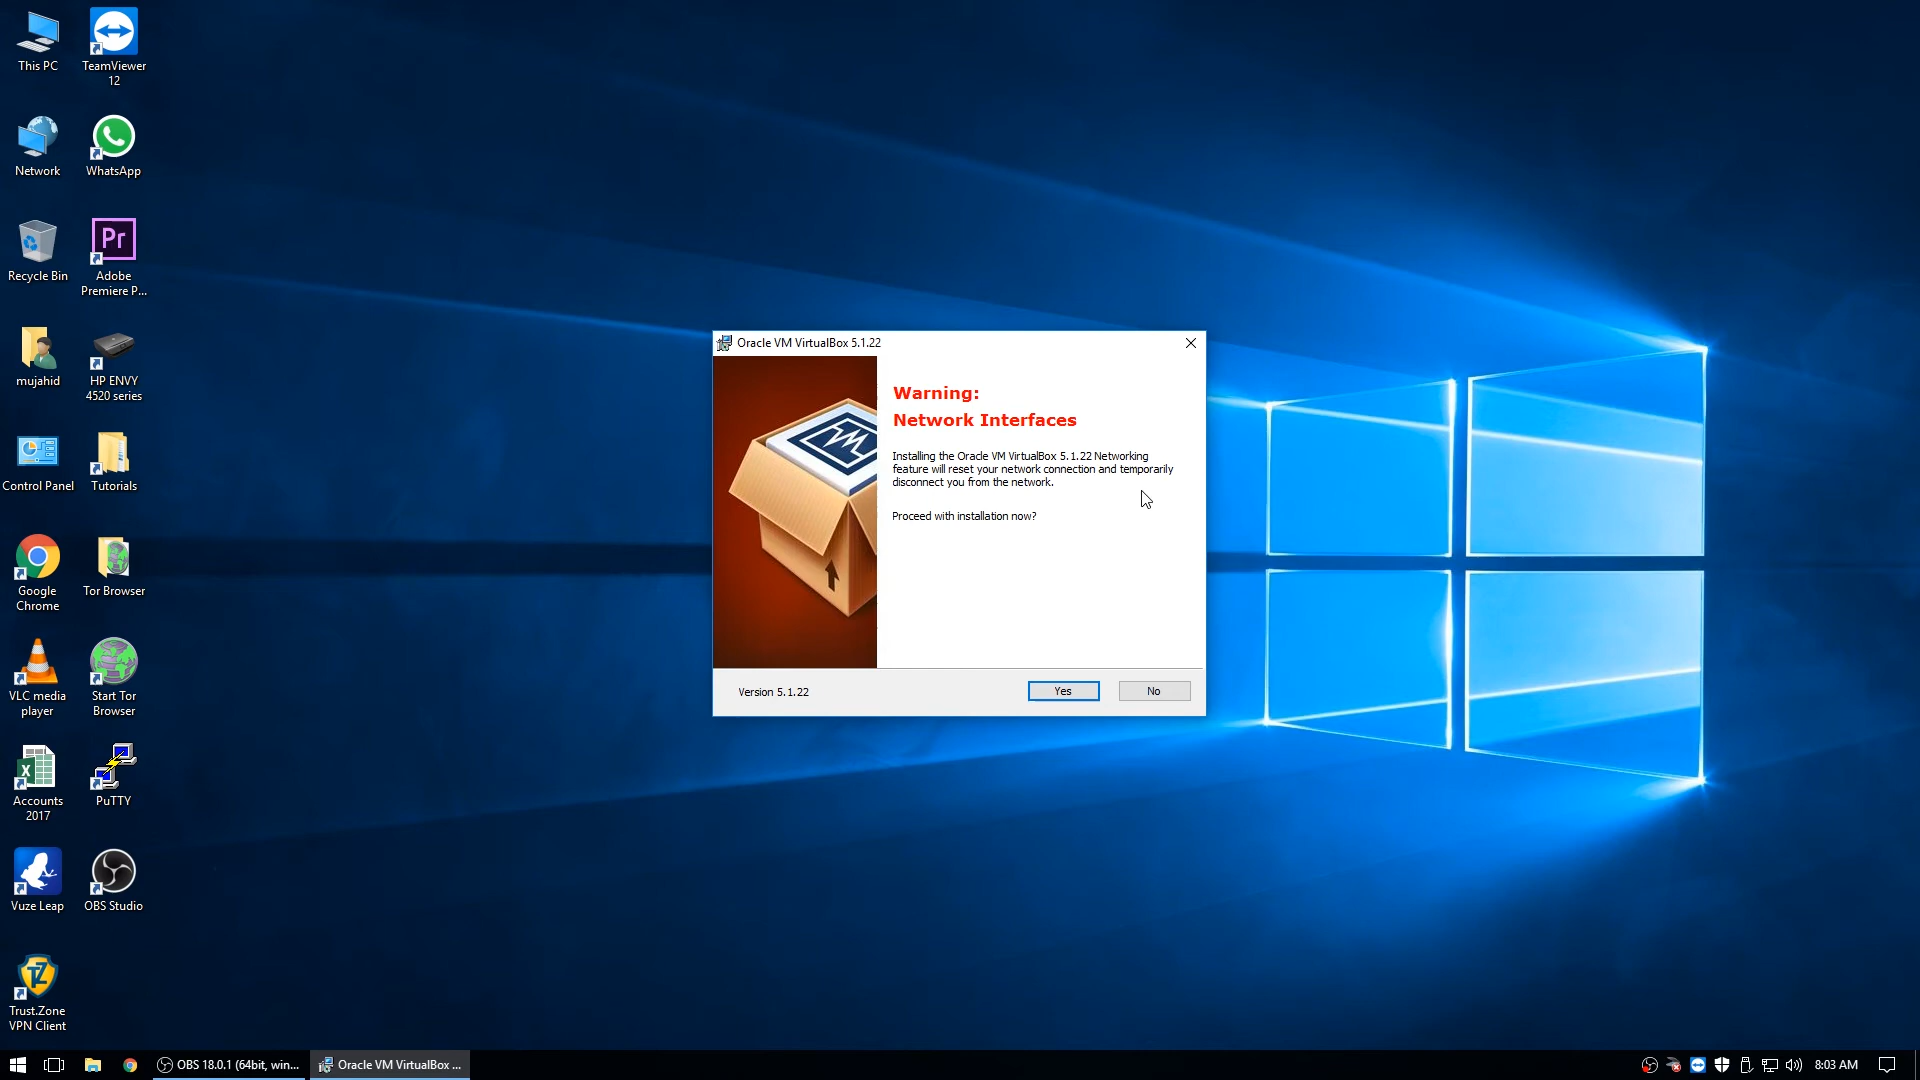 This PC
TeamViewer
12
Network
WhatsApp
Recycle Bin
Pr
Adobe
Premiere P...
mujahid
HP ENVY
4520 series
Control Panel
Tutorials
Google
Chrome
Tor Browser
VLC media
player
Start Tor
Browser
Accounts
2017
PuTTY
Vuze Leap
OBS Studio
TZ
Trust.Zone
VPN Client
Oracle VM VirtualBox 5.1.22
Warning:
Network Interfaces
Installing the Oracle VM VirtualBox 5.1.22 Networking
feature will reset your network connection and temporarily
disconnect you from the network.
Proceed with installation now?
Version 5.1.22
Yes
No
OBS 18.0.1 (64bit, win...
Oracle VM VirtualBox ...
8:03 AM